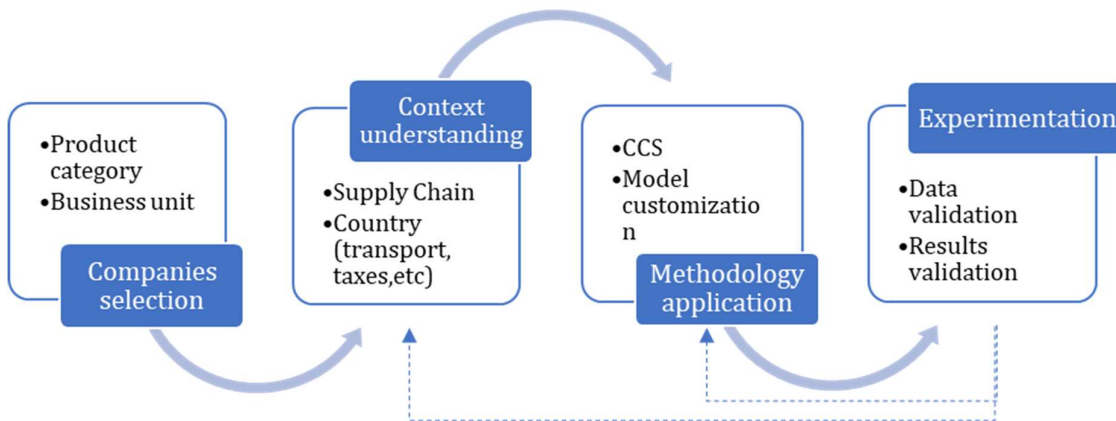 •Product
category
•Business unit
Companies
selection
Context
understanding
•Supply Chain
•Country
(transport,
taxes,etc)
•CCS
•Model
customizatio
n
Methodology
application
Experimentation
•Data
validation
•Results
validation